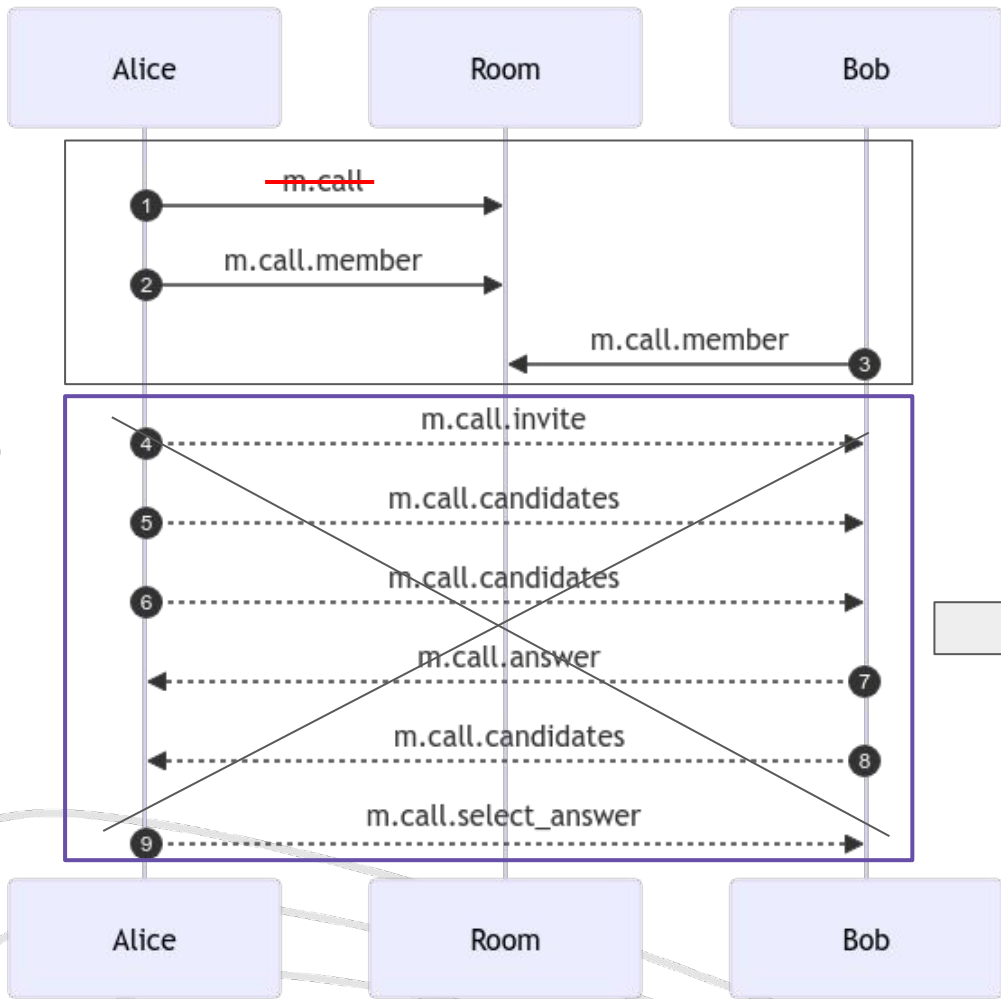 Alice
Room
Bob
m.call
1
m.call.member
2
m.call.member
3
m.call.invite
4
m.call.candidates
5
m.call.candidates
6
m.call.answer
7
m.call.candidates
8
m.call.select_answer
9
Alice
Room
Bob